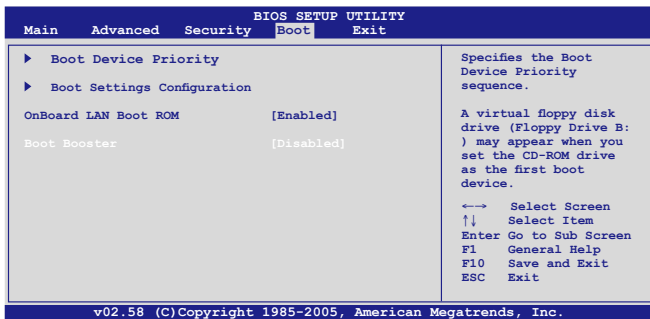 BIOS SETUP UTILITY
Main Advanced Security Boot Exit
Boot Device Priority
Boot Settings Configuration
OnBoard LAN Boot ROM [Enabled]
Boot Booster [Disabled]
Specifies the Boot
Device Priority
sequence.
A virtual floppy disk
drive (Floppy Drive B:
) may appear when you
set the CD-ROM drive
as the first boot
device.
←→ Select Screen
↑↓ Select Item
Enter Go to Sub Screen
F1 General Help
F10 Save and Exit
ESC Exit
v02.58 (C)Copyright 1985-2005, American Megatrends, Inc.